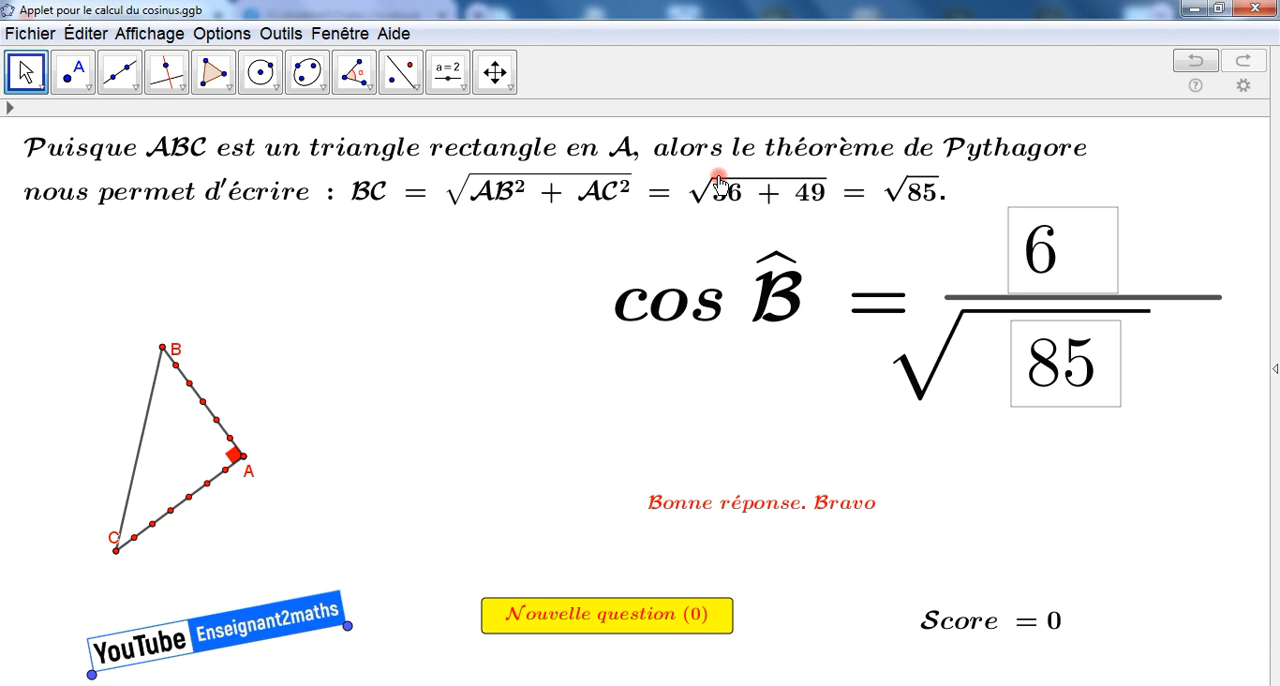 Applet pour le calcul du cosinus.ggb
Fichier Éditer Affichage Options Outils Fenêtre Aide
A
a = 2
Puisque ABC est un triangle rectangle en A, alors le théorème de Pythagore
nous permet d'écrire : BC = √AB² + AC² = √36 + 49 = √85.
6
cos B̂ =
√85
B
A
C
Bonne réponse. Bravo
Nouvelle question (0)
Score = 0
YouTube Enseignant2maths